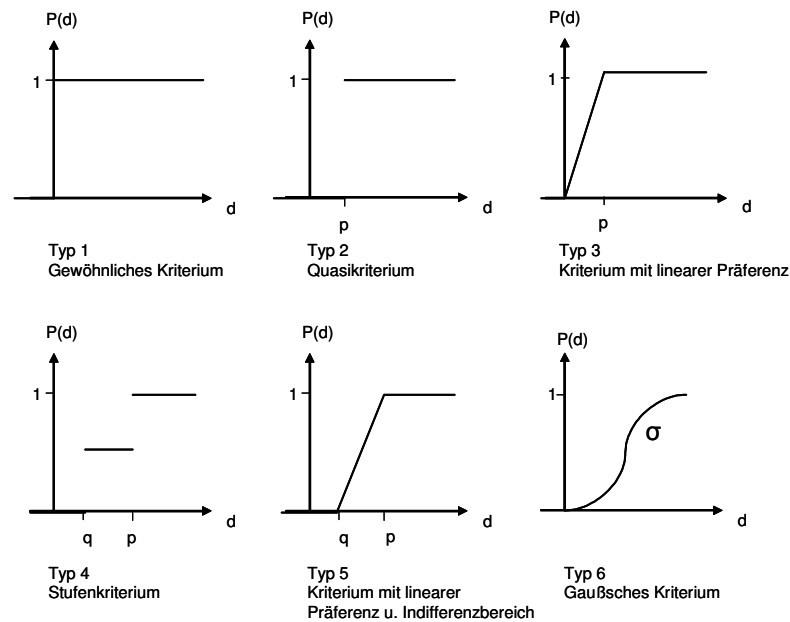 P(d)
1
d
Typ 1
Gewöhnliches Kriterium
P(d)
1
d
p
Typ 2
Quasikriterium
P(d)
1
d
p
Typ 3
Kriterium mit linearer Präferenz
P(d)
1
d
q p
Typ 4
Stufenkriterium
P(d)
1
d
q p
Typ 5
Kriterium mit linearer
Präferenz u. Indifferenzbereich
P(d)
1
σ
d
Typ 6
Gaußsches Kriterium